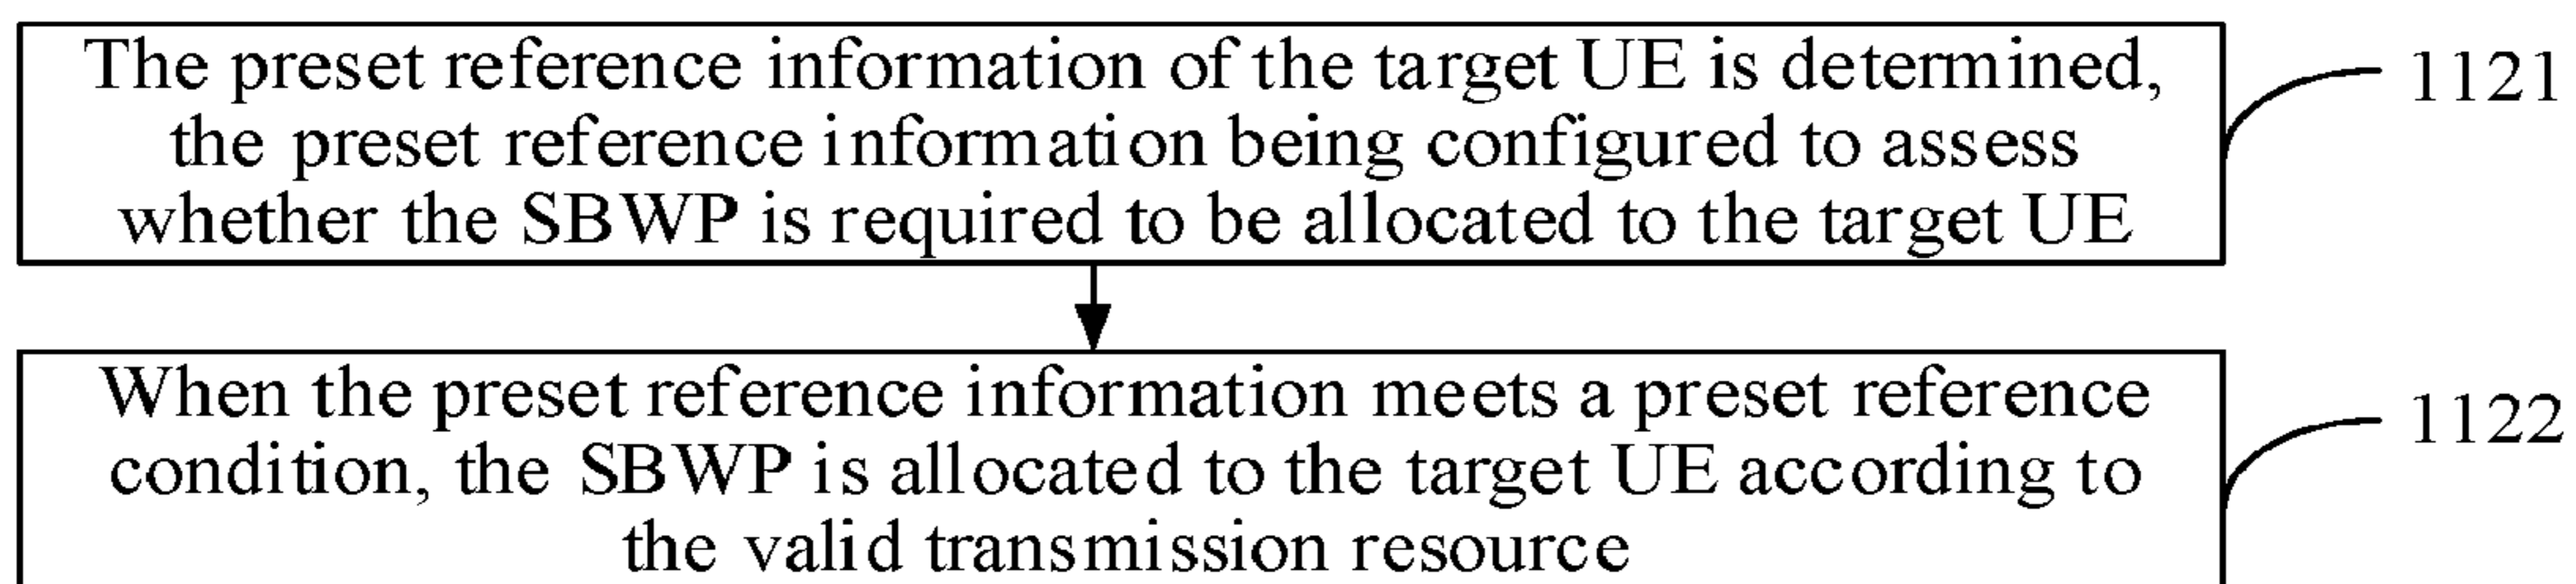 The preset reference information of the target UE is determined,
the preset reference information being configured to assess
whether the SBWP is required to be allocated to the target UE
1121
When the preset reference information meets a preset reference
condition, the SBWP is allocated to the target UE according to
the valid transmission resource
1122